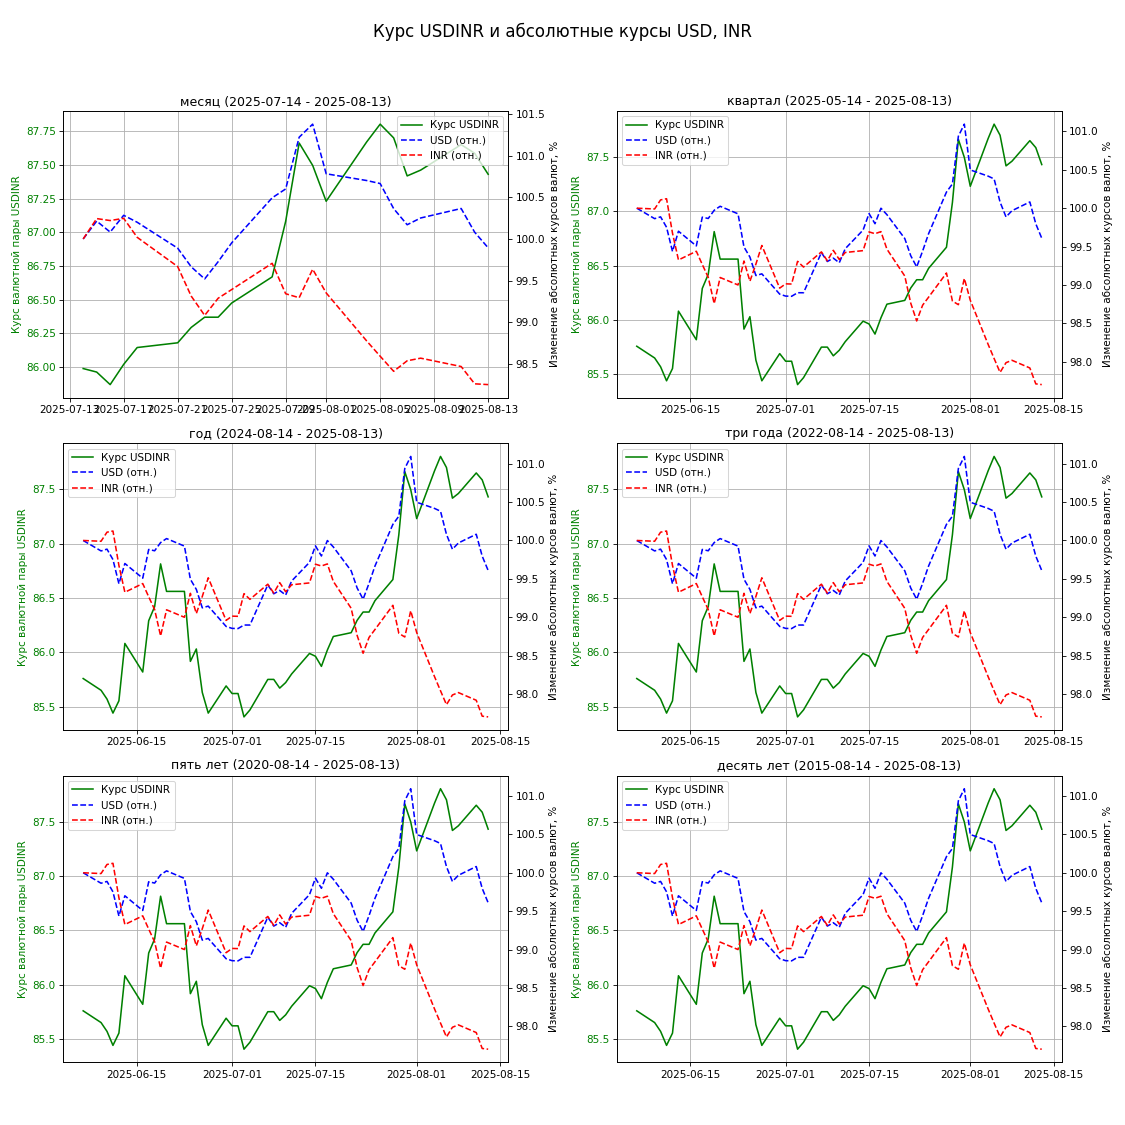 Курс USDINR и абсолютные курсы USD, INR
месяц (2025-07-14 - 2025-08-13)
Курс валютной пары USDINR
87.75
87.50
87.25
87.00
86.75
86.50
86.25
86.00
Курс USDINR
USD (отн.)
INR (отн.)
101.5
101.0
100.5
100.0
99.5
99.0
98.5
Изменение абсолютных курсов валют, %
2025-07-13 2025-07-17 2025-07-21 2025-07-25 2025-07-29 2025-08-01 2025-08-05 2025-08-09 2025-08-13
квартал (2025-05-14 - 2025-08-13)
Курс валютной пары USDINR
87.5
87.0
86.5
86.0
85.5
Курс USDINR
USD (отн.)
INR (отн.)
101.0
100.5
100.0
99.5
99.0
98.5
98.0
Изменение абсолютных курсов валют, %
2025-06-15 2025-07-01 2025-07-15 2025-08-01 2025-08-15
год (2024-08-14 - 2025-08-13)
Курс валютной пары USDINR
87.5
87.0
86.5
86.0
85.5
Курс USDINR
USD (отн.)
INR (отн.)
101.0
100.5
100.0
99.5
99.0
98.5
98.0
Изменение абсолютных курсов валют, %
2025-06-15 2025-07-01 2025-07-15 2025-08-01 2025-08-15
три года (2022-08-14 - 2025-08-13)
Курс валютной пары USDINR
87.5
87.0
86.5
86.0
85.5
Курс USDINR
USD (отн.)
INR (отн.)
101.0
100.5
100.0
99.5
99.0
98.5
98.0
Изменение абсолютных курсов валют, %
2025-06-15 2025-07-01 2025-07-15 2025-08-01 2025-08-15
пять лет (2020-08-14 - 2025-08-13)
Курс валютной пары USDINR
87.5
87.0
86.5
86.0
85.5
Курс USDINR
USD (отн.)
INR (отн.)
101.0
100.5
100.0
99.5
99.0
98.5
98.0
Изменение абсолютных курсов валют, %
2025-06-15 2025-07-01 2025-07-15 2025-08-01 2025-08-15
десять лет (2015-08-14 - 2025-08-13)
Курс валютной пары USDINR
87.5
87.0
86.5
86.0
85.5
Курс USDINR
USD (отн.)
INR (отн.)
101.0
100.5
100.0
99.5
99.0
98.5
98.0
Изменение абсолютных курсов валют, %
2025-06-15 2025-07-01 2025-07-15 2025-08-01 2025-08-15